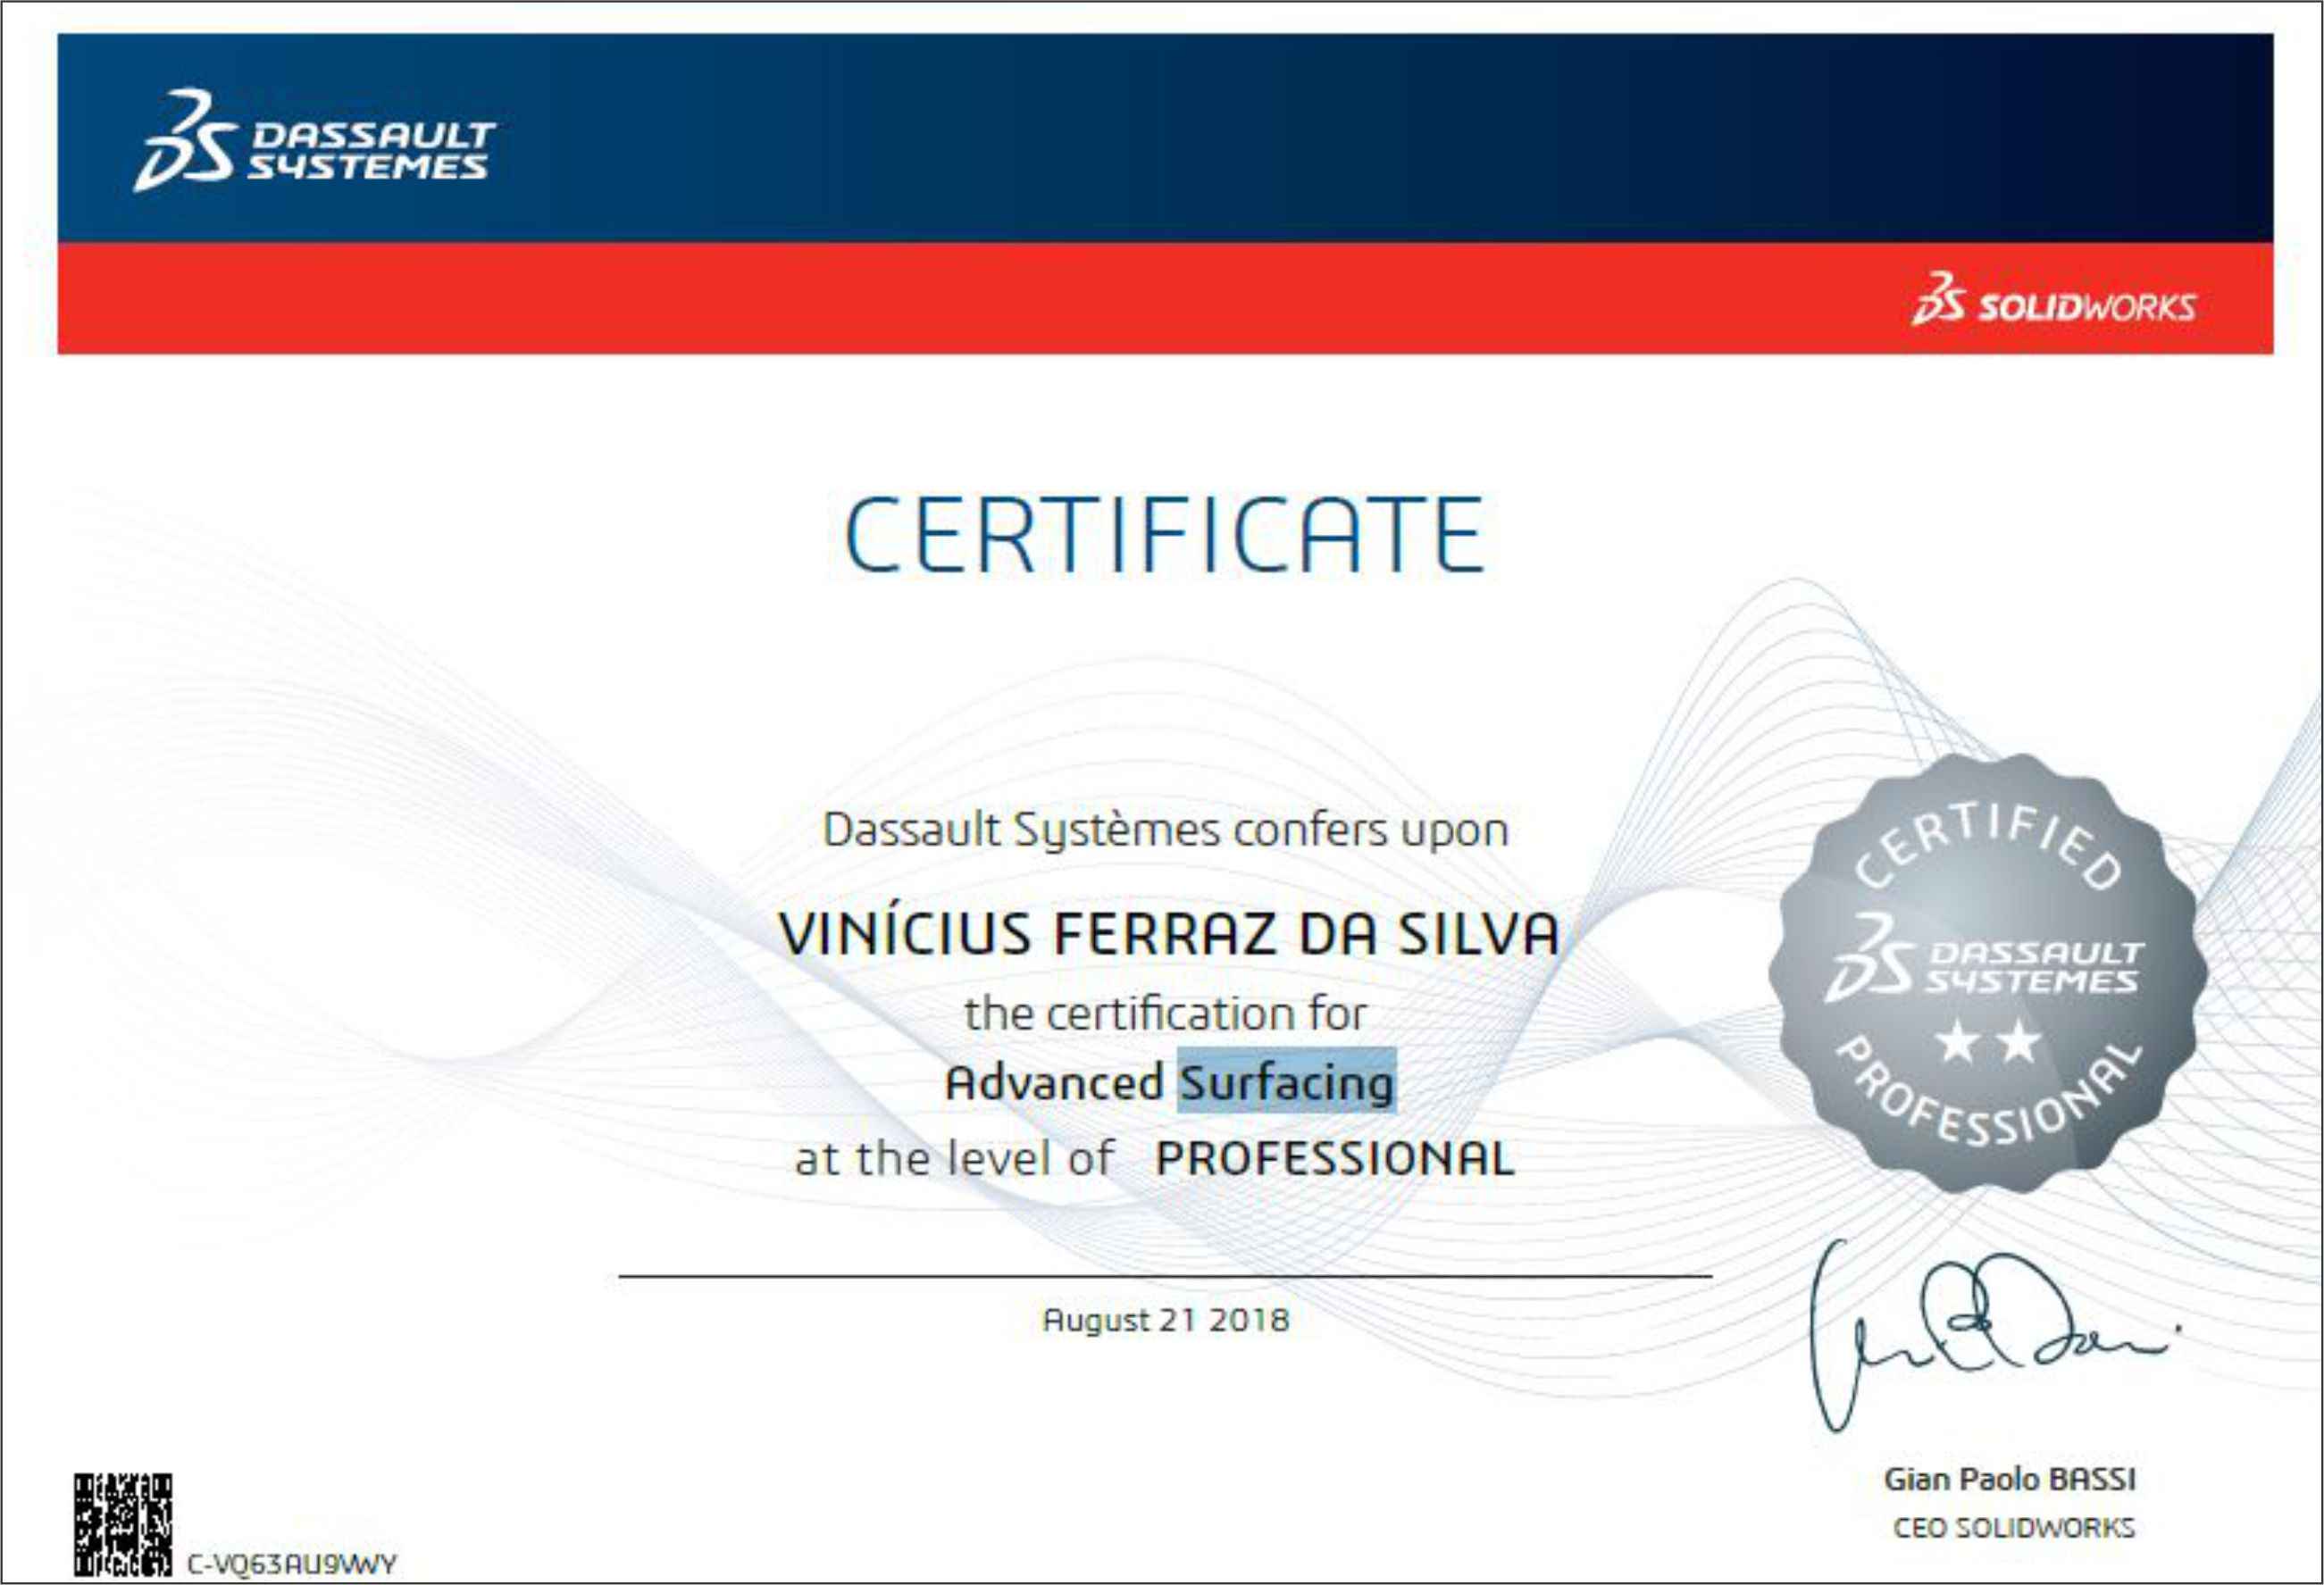 DASSAULT
SYSTEMES
SOLIDWORKS
CERTIFICATE
Dassault Systèmes confers upon
VINÍCIUS FERRAZ DA SILVA
the certification for
Advanced Surfacing
at the level of PROFESSIONAL
August 21 2018
CERTIFIED
DASSAULT
SYSTEMES
PROFESSIONAL
Gian Paolo BASSI
CEO SOLIDWORKS